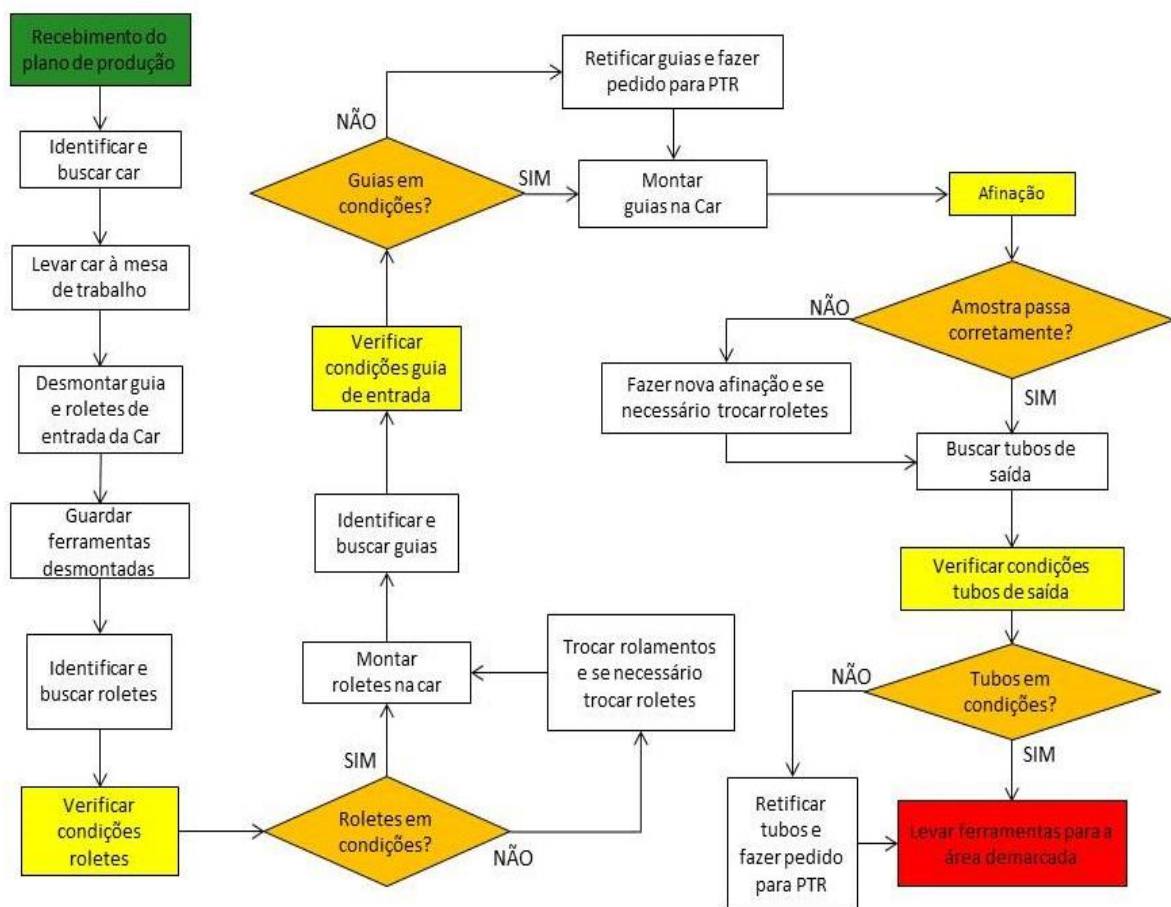 Recebimento do
plano de produção
Identificar e
buscar car
Levar car à mesa
de trabalho
Desmontar guia
e roletes de
entrada da Car
Guardar
ferramentas
desmontadas
Identificar e
buscar roletes
Verificar
condições
roletes
Roletes em
condições?
SIM
NÃO
Trocar rolamentos
e se necessário
trocar roletes
Montar
roletes na car
Identificar e
buscar guias
Verificar
condições guia
de entrada
Guias em
condições?
NÃO
SIM
Retificar guias e fazer
pedido para PTR
Montar
guias na Car
Afinação
Amostra passa
corretamente?
NÃO
SIM
Fazer nova afinação e se
necessário trocar roletes
Buscar tubos de
saída
Verificar condições
tubos de saída
Tubos em
condições?
NÃO
SIM
Retificar
tubos e
fazer pedido
para PTR
Levar ferramentas para a
área demarcada